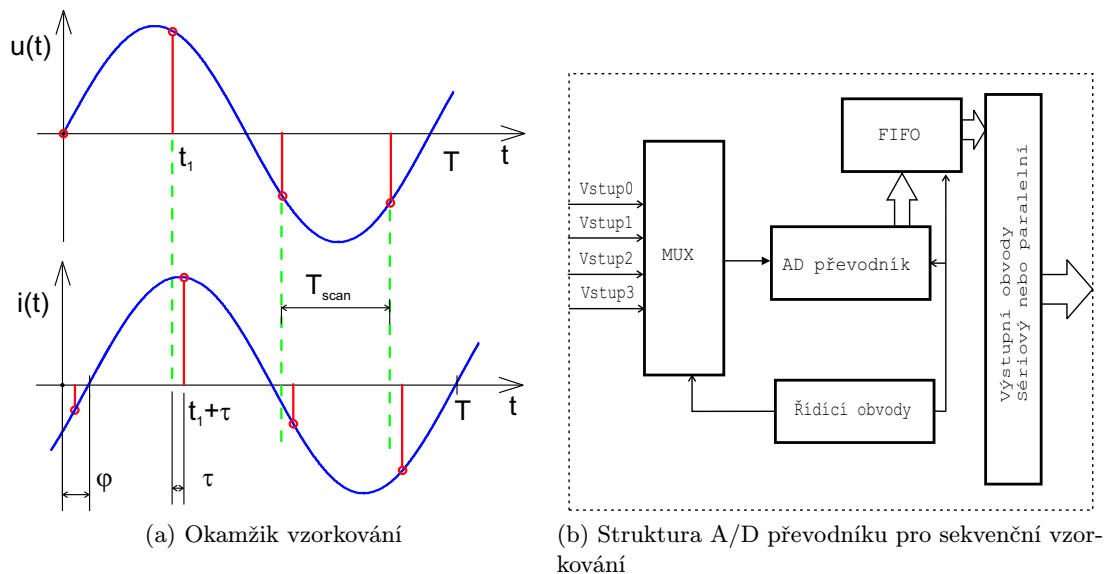 u(t)
t₁
T
t
i(t)
T_scan
t₁+τ
T
t
φ
τ
(a) Okamžik vzorkování
Vstup0
Vstup1
Vstup2
Vstup3
MUX
FIFO
AD převodník
Řídící obvody
Výstupní obvody
sériový nebo paralelní
(b) Struktura A/D převodníku pro sekvenční vzor-
kování